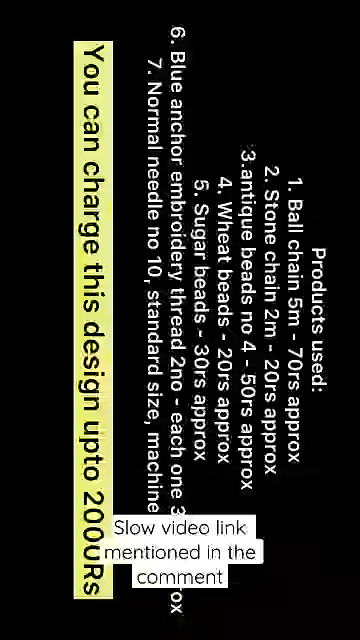 Products used:
1. Ball chain 5m - 70rs approx
2. Stone chain 2m - 20rs approx
3.antique beads no 4 - 50rs approx
4. Wheat beads - 20rs approx
5. Sugar beads - 30rs approx
6. Blue anchor embroidery thread 2no - each one 3
7. Normal needle no 10, standard size, machine
You can charge this design upto 200URs
Slow video link
mentioned in the
comment